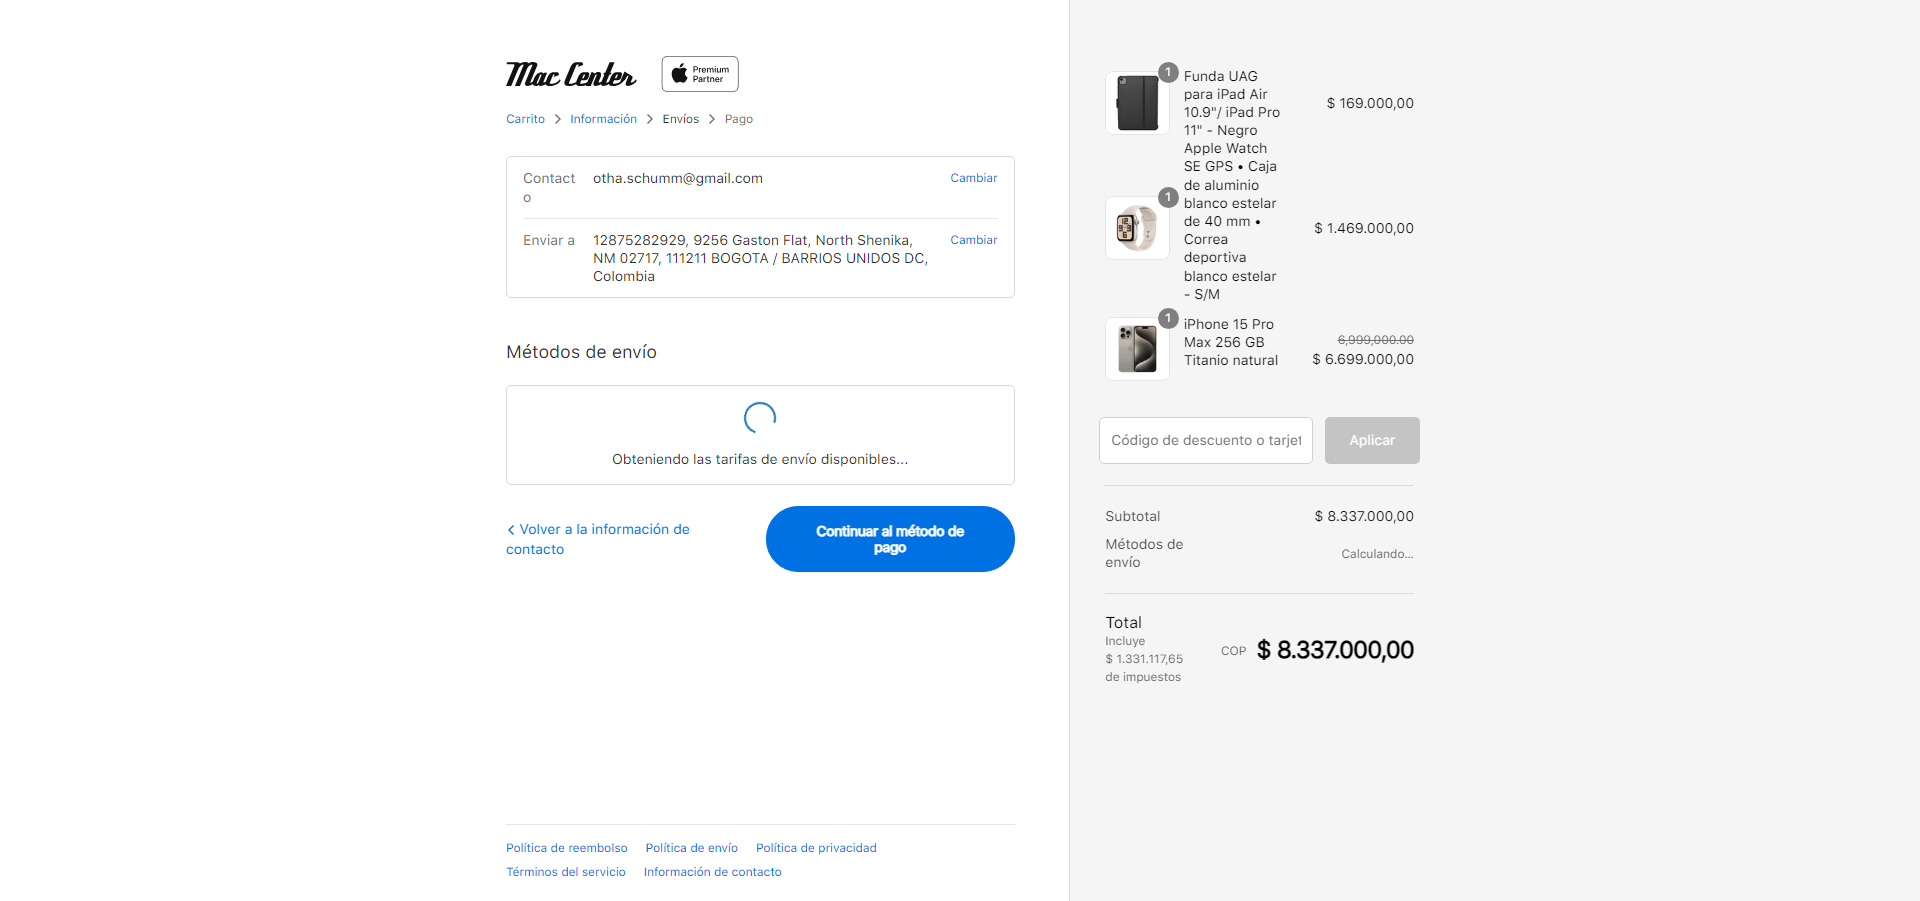 Mac Center
Premium
Partner
Carrito > Información > Envíos > Pago
Contact
o
otha.schumm@gmail.com
Cambiar
Enviar a
12875282929, 9256 Gaston Flat, North Shenika,
NM 02717, 111211 BOGOTA / BARRIOS UNIDOS DC,
Colombia
Cambiar
Métodos de envío
Obteniendo las tarifas de envío disponibles...
Volver a la información de
contacto
Continuar al método de
pago
Política de reembolso
Política de envío
Política de privacidad
Términos del servicio
Información de contacto
1
Funda UAG
para iPad Air
10.9"/ iPad Pro
11" - Negro
$ 169.000,00
1
Apple Watch
SE GPS • Caja
de aluminio
blanco estelar
de 40 mm •
Correa
deportiva
blanco estelar
- S/M
$ 1.469.000,00
1
iPhone 15 Pro
Max 256 GB
Titanio natural
6,999,000.00
$ 6.699.000,00
Código de descuento o tarjet
Aplicar
Subtotal
$ 8.337.000,00
Métodos de
envío
Calculando...
Total
Incluye
$ 1.331.117,65
de impuestos
COP $ 8.337.000,00